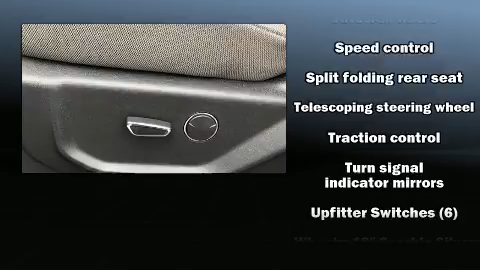 Speed control
Split folding rear seat
Telescoping steering wheel
Traction control
Turn signal
indicator mirrors
Upfitter Switches (6)